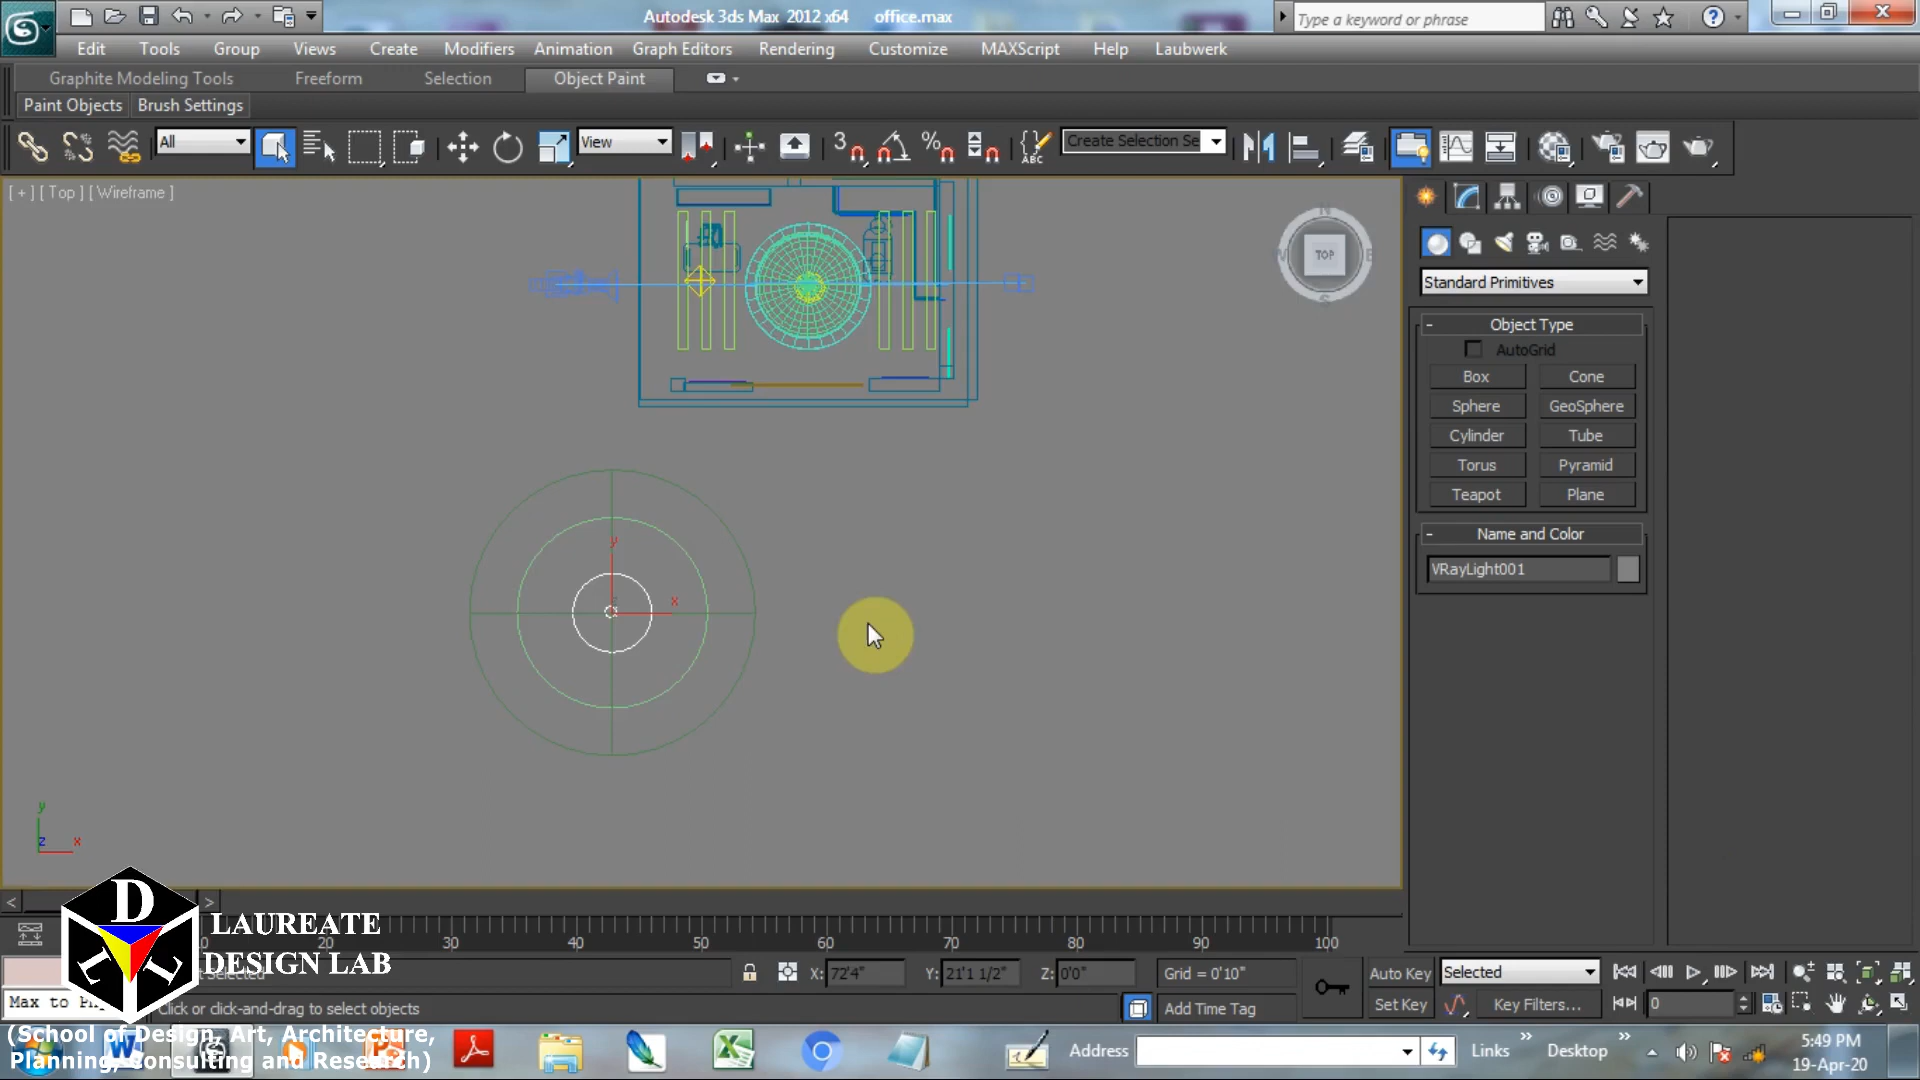 Autodesk 3ds Max 2012 x64 office.max
Type a keyword or phrase
Edit Tools Group Views Create Modifiers Animation Graph Editors Rendering Customize MAXScript Help Laubwerk
Graphite Modeling Tools Freeform Selection Object Paint
Paint Objects Brush Settings
All View 3 % ABC Create Selection Se
[ + ] [ Top ] [ Wireframe ]
N
TOP
S
Standard Primitives
Object Type
AutoGrid
Box Cone
Sphere GeoSphere
Cylinder Tube
Torus Pyramid
Teapot Plane
Name and Color
VRayLight001
y
x
y
z x
< >
20 30 40 50 60 70 80 90 100
D
LAUREATE
DESIGN LAB
X: 72'4" Y: 21'1 1/2" Z: 0'0" Grid = 0'10" Auto Key Selected
Click or click-and-drag to select objects Add Time Tag Set Key Key Filters... 0
(School of Design, Art, Architecture,
Planning, Consulting and Research)
Address Links Desktop
5:49 PM
19-Apr-20